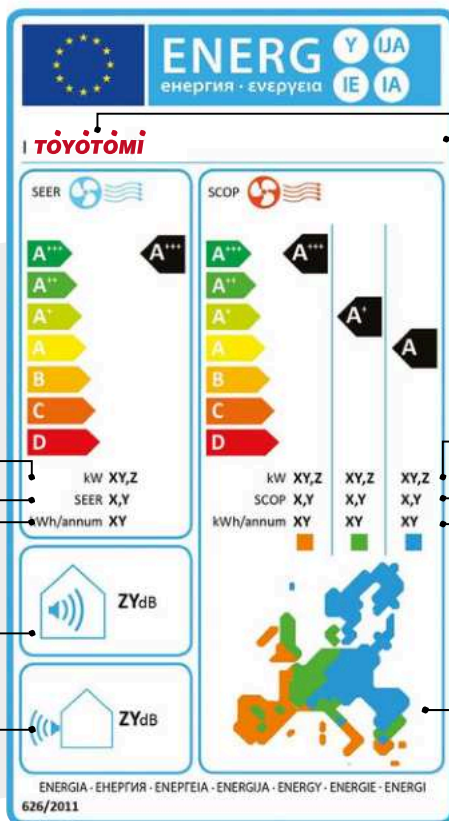 ENERG Y IJA
енергия · ενεργεια IE IA
I TOYOTOMI
SEER
A+++ A+++
A++
A+
A
B
C
D
kW XY,Z
SEER X,Y
kWh/annum XY
SCOP
A+++ A+++
A++
A+ A+
A A
B
C
D
kW XY,Z XY,Z XY,Z
SCOP X,Y X,Y X,Y
kWh/annum XY XY XY
ZYdB
ZYdB
ENERGIA · ЕНЕРГИЯ · ΕΝΕΡΓΕΙΑ · ENERGIJA · ENERGY · ENERGIE · ENERGI
626/2011